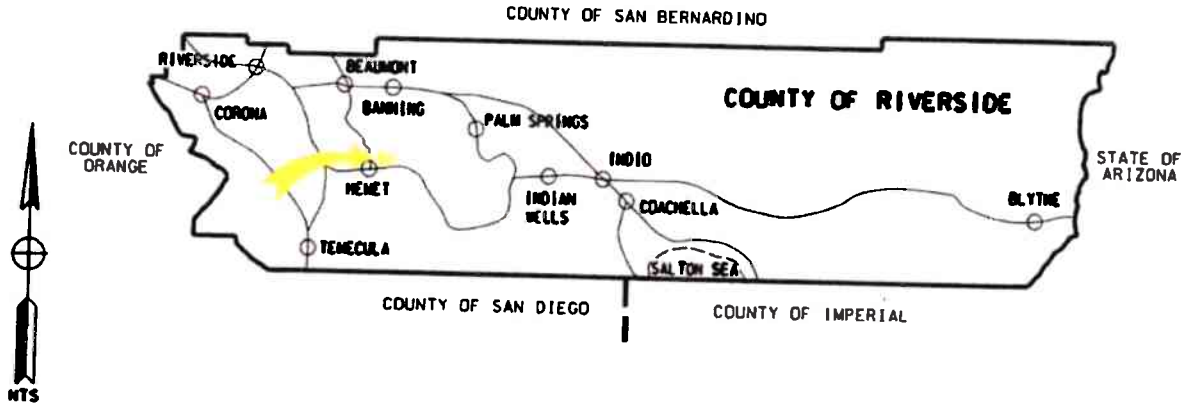 COUNTY OF SAN BERNARDINO
RIVERSIDE
BEAUMONT
CORONA
BANNING
COUNTY OF RIVERSIDE
PALM SPRINGS
COUNTY OF
ORANGE
INDIO
STATE OF
ARIZONA
HEMET
INDIAN
WELLS
COACHELLA
BLYTHE
TEMECULA
SALTON SEA
COUNTY OF SAN DIEGO
COUNTY OF IMPERIAL
NTS